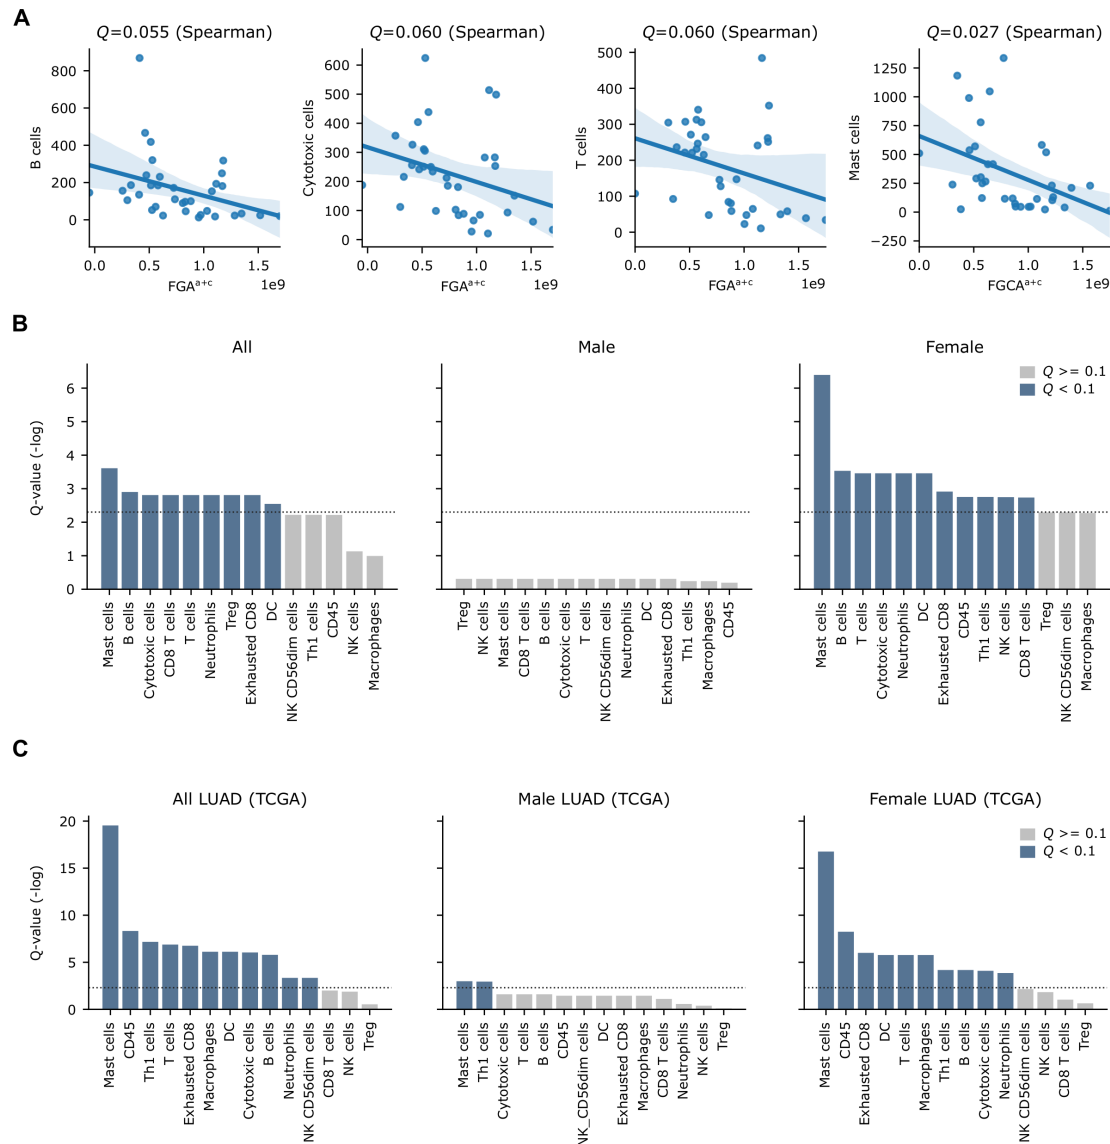 A
Q=0.055 (Spearman)
Q=0.060 (Spearman)
Q=0.060 (Spearman)
Q=0.027 (Spearman)
B cells
800
600
400
200
0
0.0 0.5 1.0 1.5
1e9
FGAᵃ⁺ᶜ
Cytotoxic cells
600
500
400
300
200
100
0
0.0 0.5 1.0 1.5
1e9
FGAᵃ⁺ᶜ
T cells
500
400
300
200
100
0
0.0 0.5 1.0 1.5
1e9
FGAᵃ⁺ᶜ
Mast cells
1250
1000
750
500
250
0
−250
0.0 0.5 1.0 1.5
1e9
FGCAᵃ⁺ᶜ
B
All
Male
Female
Q >= 0.1
Q < 0.1
Q-value (-log)
6
5
4
3
2
1
0
Mast cells
B cells
Cytotoxic cells
CD8 T cells
T cells
Neutrophils
Treg
Exhausted CD8
DC
NK CD56dim cells
Th1 cells
CD45
NK cells
Macrophages
Treg
NK cells
Mast cells
CD8 T cells
B cells
Cytotoxic cells
T cells
NK CD56dim cells
Neutrophils
DC
Exhausted CD8
Th1 cells
Macrophages
CD45
Mast cells
B cells
T cells
Cytotoxic cells
Neutrophils
DC
Exhausted CD8
CD45
Th1 cells
NK cells
CD8 T cells
Treg
NK CD56dim cells
Macrophages
C
All LUAD (TCGA)
Male LUAD (TCGA)
Female LUAD (TCGA)
Q >= 0.1
Q < 0.1
Q-value (-log)
20
15
10
5
0
Mast cells
CD45
Th1 cells
T cells
Exhausted CD8
Macrophages
DC
Cytotoxic cells
B cells
Neutrophils
NK CD56dim cells
CD8 T cells
NK cells
Treg
Mast cells
Th1 cells
Cytotoxic cells
T cells
B cells
CD45
NK_CD56dim cells
DC
Exhausted CD8
Macrophages
CD8 T cells
Neutrophils
NK cells
Treg
Mast cells
CD45
Exhausted CD8
DC
T cells
Macrophages
Th1 cells
B cells
Cytotoxic cells
Neutrophils
NK CD56dim cells
NK cells
CD8 T cells
Treg